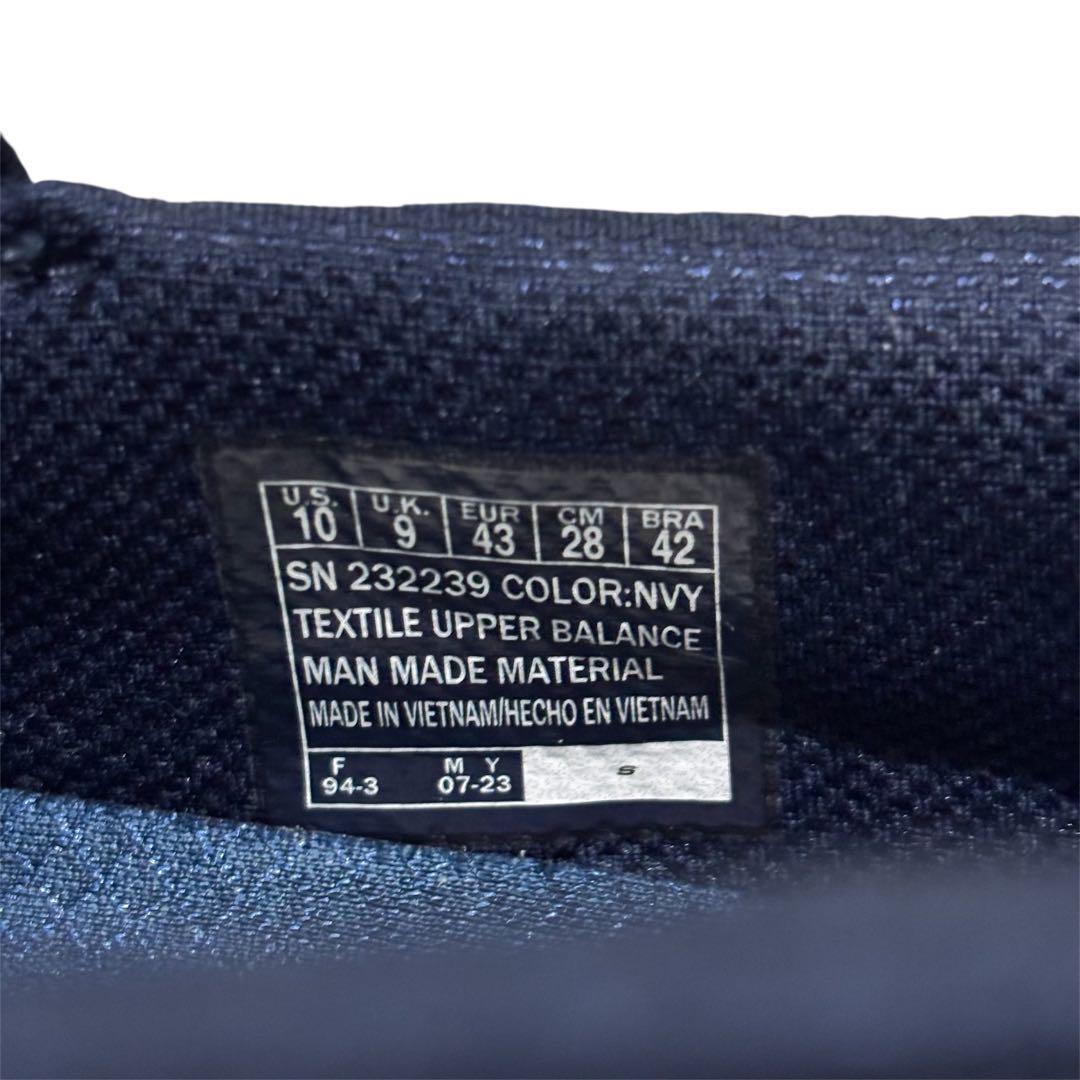 U.S. U.K. EUR CM BRA
10 9 43 28 42
SN 232239 COLOR:NVY
TEXTILE UPPER BALANCE
MAN MADE MATERIAL
MADE IN VIETNAM/HECHO EN VIETNAM
F M Y
94-3 07-23 S